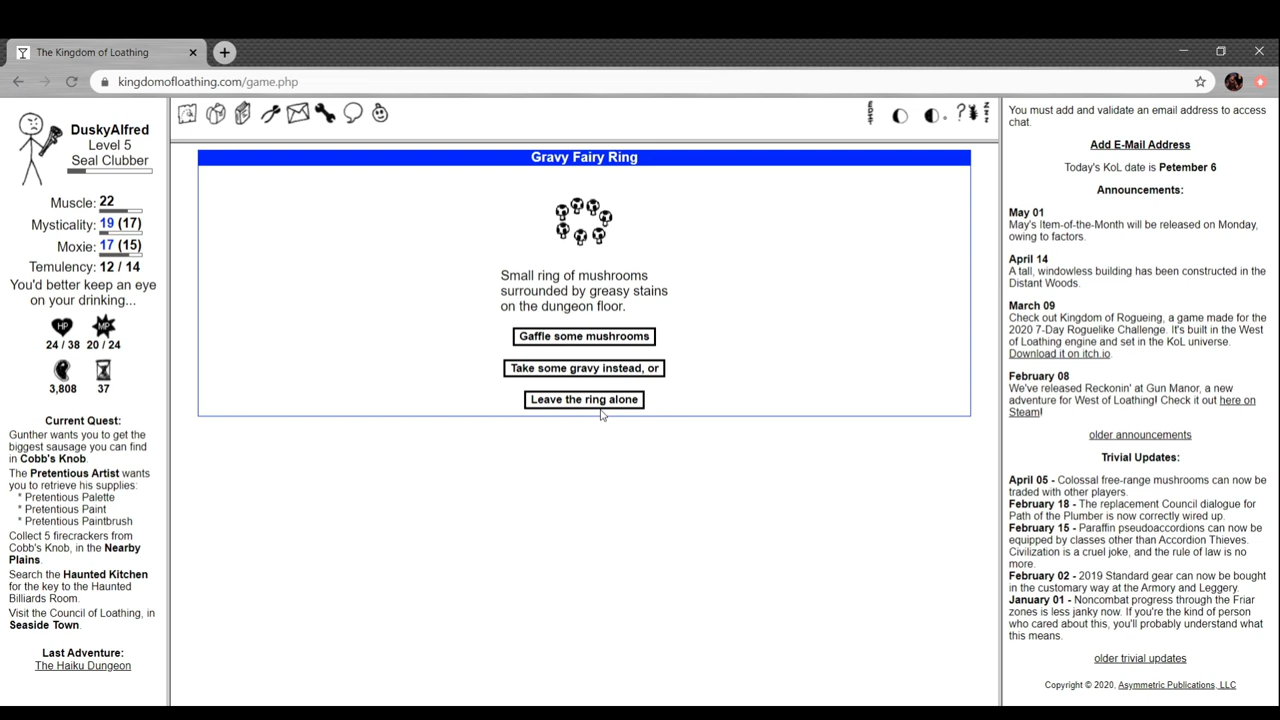 The Kingdom of Loathing
kingdomofloathing.com/game.php
DuskyAlfred
Level 5
Seal Clubber
Muscle: 22
Mysticality: 19 (17)
Moxie: 17 (15)
Temulency: 12 / 14
You'd better keep an eye
on your drinking...
HP MP
24 / 38 20 / 24
3,808 37
Current Quest:
Gunther wants you to get the
biggest sausage you can find
in Cobb's Knob.
The Pretentious Artist wants
you to retrieve his supplies:
* Pretentious Palette
* Pretentious Paint
* Pretentious Paintbrush
Collect 5 firecrackers from
Cobb's Knob, in the Nearby
Plains.
Search the Haunted Kitchen
for the key to the Haunted
Billiards Room.
Visit the Council of Loathing, in
Seaside Town.
Last Adventure:
The Haiku Dungeon
Gravy Fairy Ring
Small ring of mushrooms
surrounded by greasy stains
on the dungeon floor.
Gaffle some mushrooms
Take some gravy instead, or
Leave the ring alone
You must add and validate an email address to access
chat.
Add E-Mail Address
Today's KoL date is Petember 6
Announcements:
May 01
May's Item-of-the-Month will be released on Monday,
owing to factors.
April 14
A tall, windowless building has been constructed in the
Distant Woods.
March 09
Check out Kingdom of Rogueing, a game made for the
2020 7-Day Roguelike Challenge. It's built in the West
of Loathing engine and set in the KoL universe.
Download it on itch.io.
February 08
We've released Reckonin' at Gun Manor, a new
adventure for West of Loathing! Check it out here on
Steam!
older announcements
Trivial Updates:
April 05 - Colossal free-range mushrooms can now be
traded with other players.
February 18 - The replacement Council dialogue for
Path of the Plumber is now correctly wired up.
February 15 - Paraffin pseudoaccordions can now be
equipped by classes other than Accordion Thieves.
Civilization is a cruel joke, and the rule of law is no
more.
February 02 - 2019 Standard gear can now be bought
in the customary way at the Armory and Leggery.
January 01 - Noncombat progress through the Friar
zones is less janky now. If you're the kind of person
who cared about this, you'll probably understand what
this means.
older trivial updates
Copyright © 2020, Asymmetric Publications, LLC